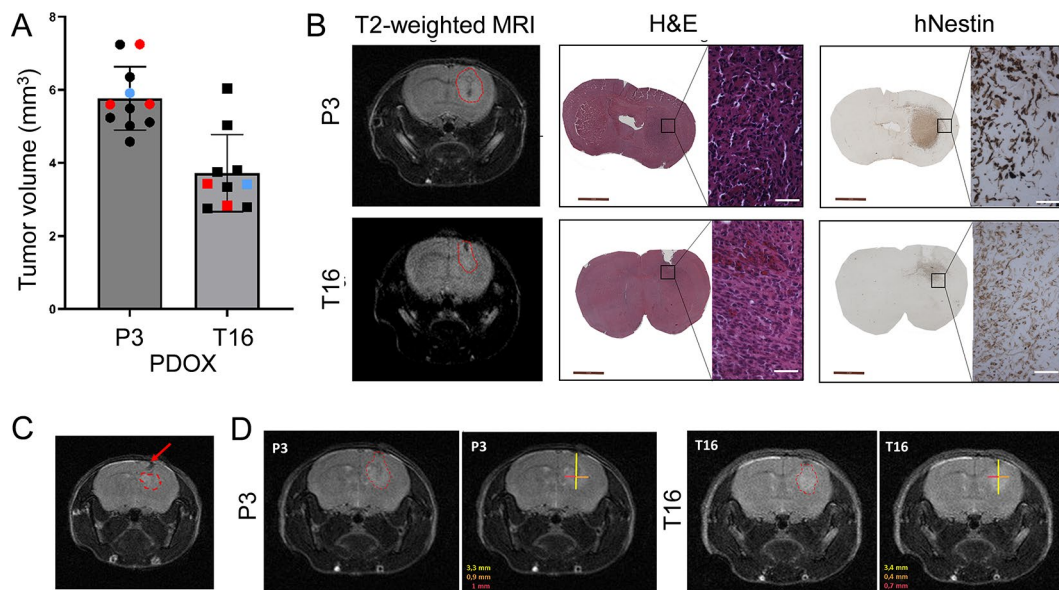 A
Tumor volume (mm³)
8
6
4
2
0
P3
T16
PDOX
B
T2-weighted MRI
H&E
hNestin
P3
T16
C
D
P3
P3
P3
3,3 mm
0,9 mm
1 mm
T16
T16
T16
3,4 mm
0,4 mm
0,7 mm